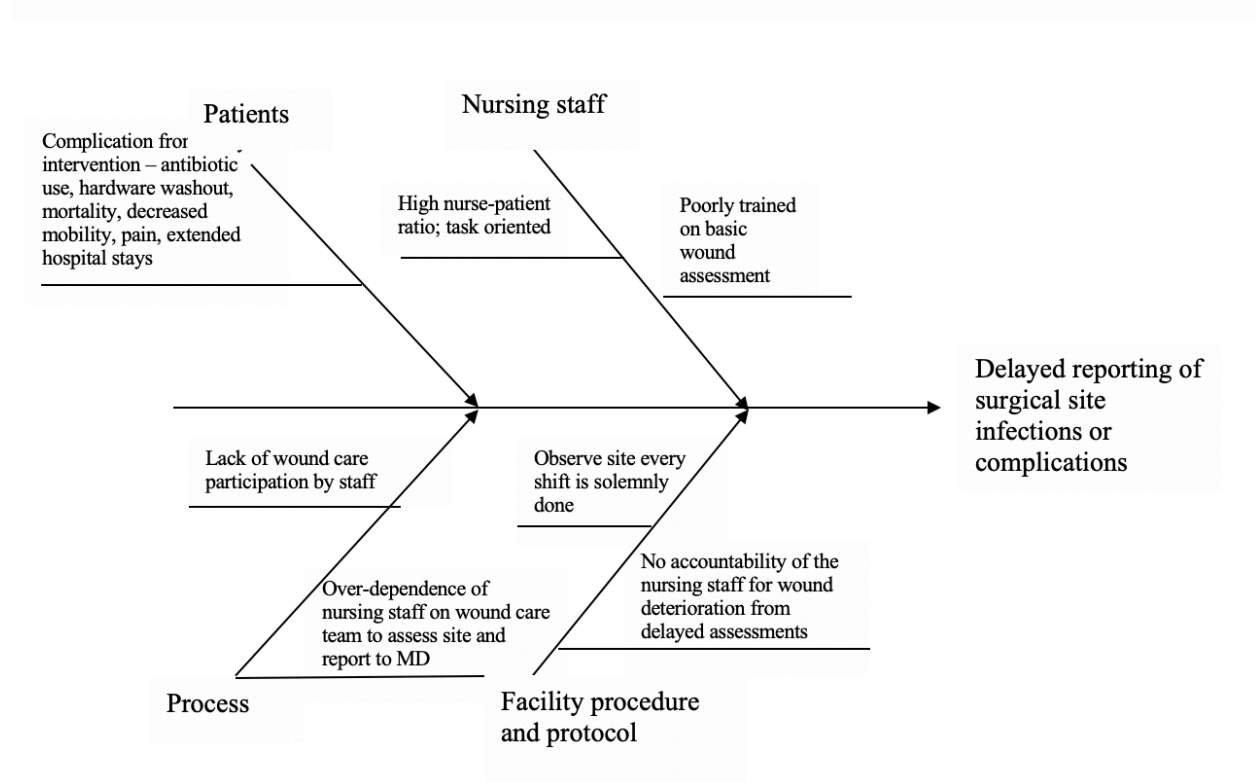 Patients
Complication fror
intervention – antibiotic
use, hardware washout,
mortality, decreased
mobility, pain, extended
hospital stays
Nursing staff
High nurse-patient
ratio; task oriented
Poorly trained
on basic
wound
assessment
Delayed reporting of
surgical site
infections or
complications
Lack of wound care
participation by staff
Over-dependence of
nursing staff on wound care
team to assess site and
report to MD
Process
Observe site every
shift is solemnly
done
No accountability of the
nursing staff for wound
deterioration from
delayed assessments
Facility procedure
and protocol